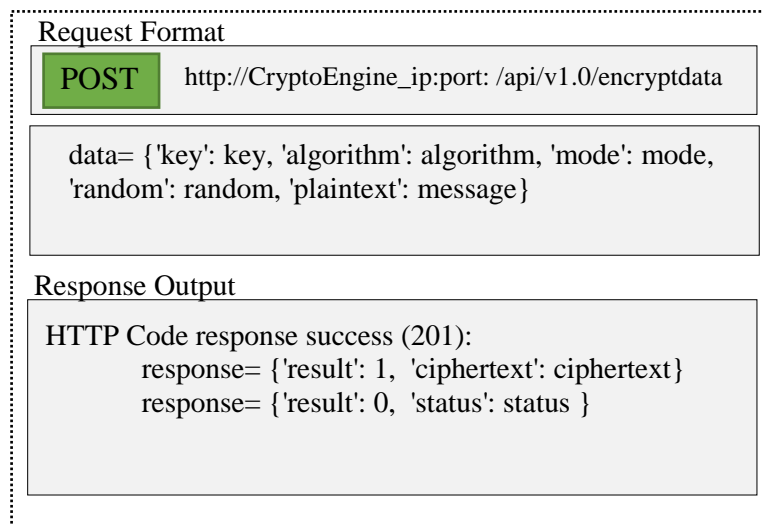 Request Format
POST http://CryptoEngine_ip:port: /api/v1.0/encryptdata
data= {'key': key, 'algorithm': algorithm, 'mode': mode,
'random': random, 'plaintext': message}
Response Output
HTTP Code response success (201):
response= {'result': 1, 'ciphertext': ciphertext}
response= {'result': 0, 'status': status }